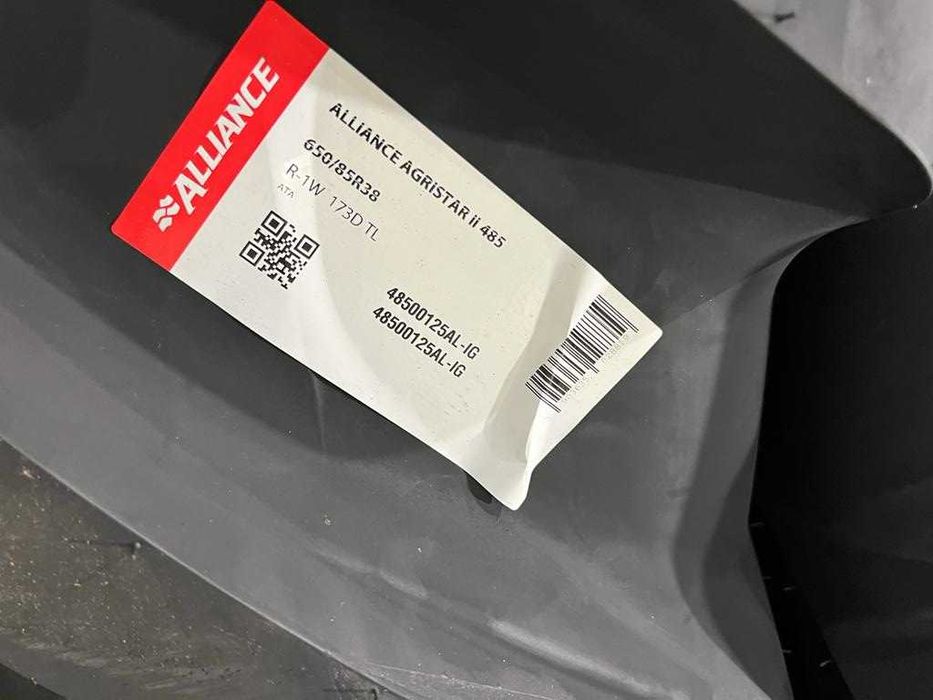 ALLIANCE
ALLIANCE AGRISTAR ii 485
650/85R38
R-1W 173D TL
ATA
48500125AL-IG
48500125AL-IG